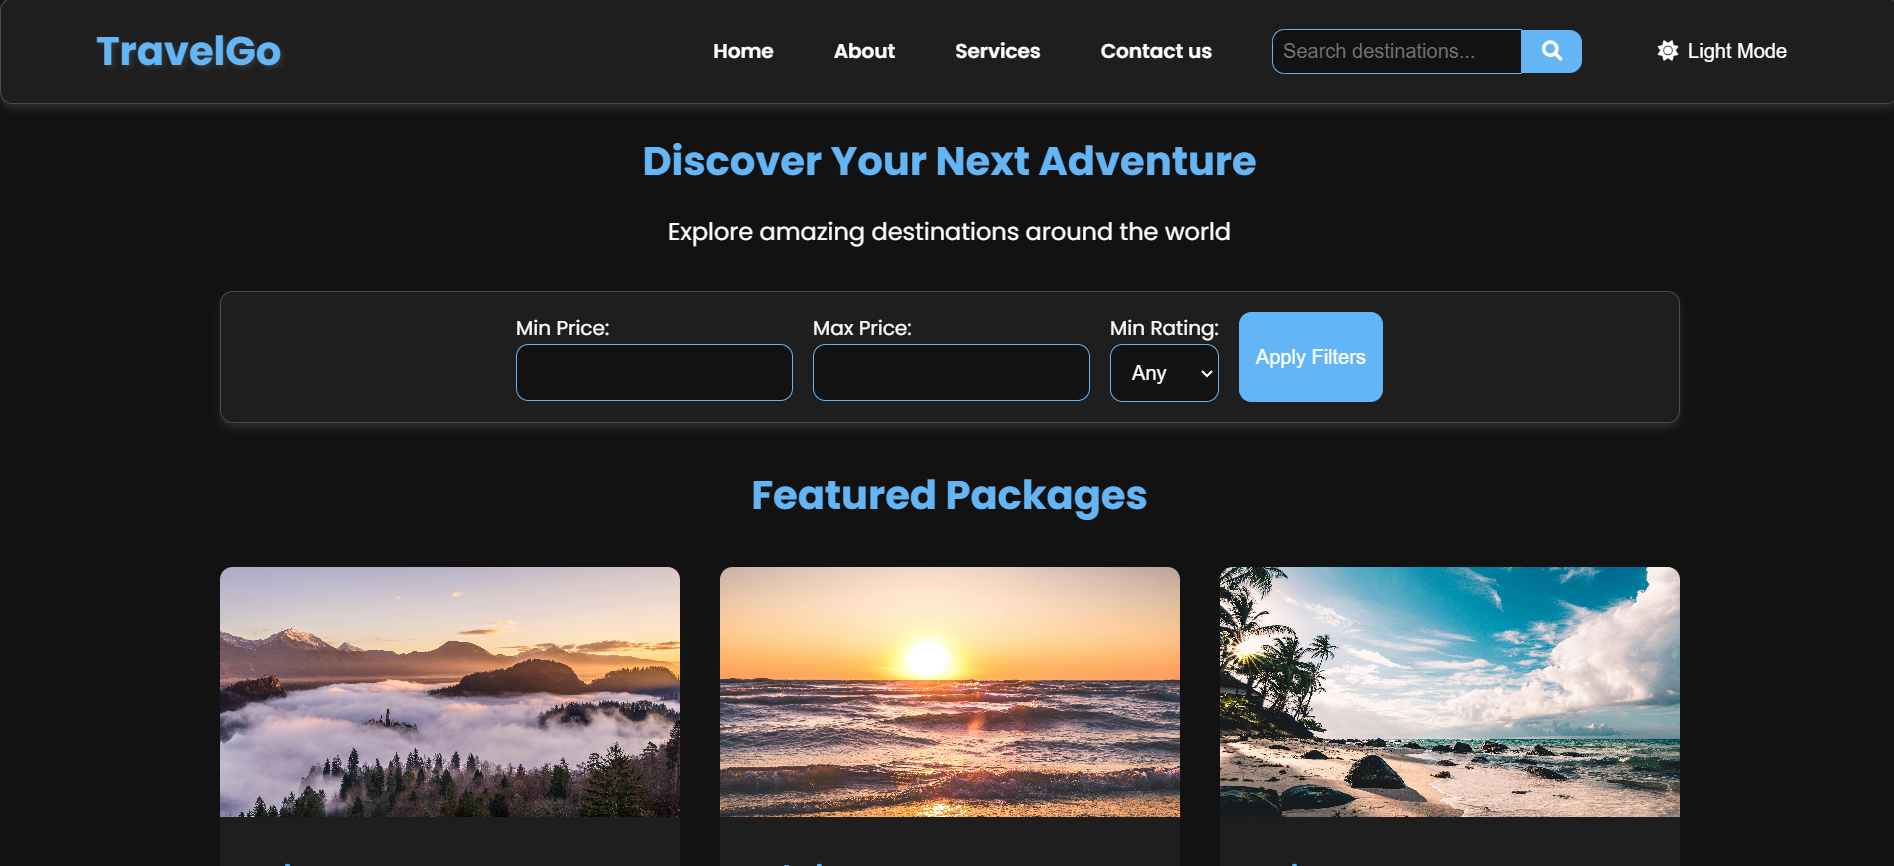 TravelGo
Home
About
Services
Contact us
Search destinations...
Light Mode
Discover Your Next Adventure
Explore amazing destinations around the world
Min Price:
Max Price:
Min Rating:
Any
Apply Filters
Featured Packages